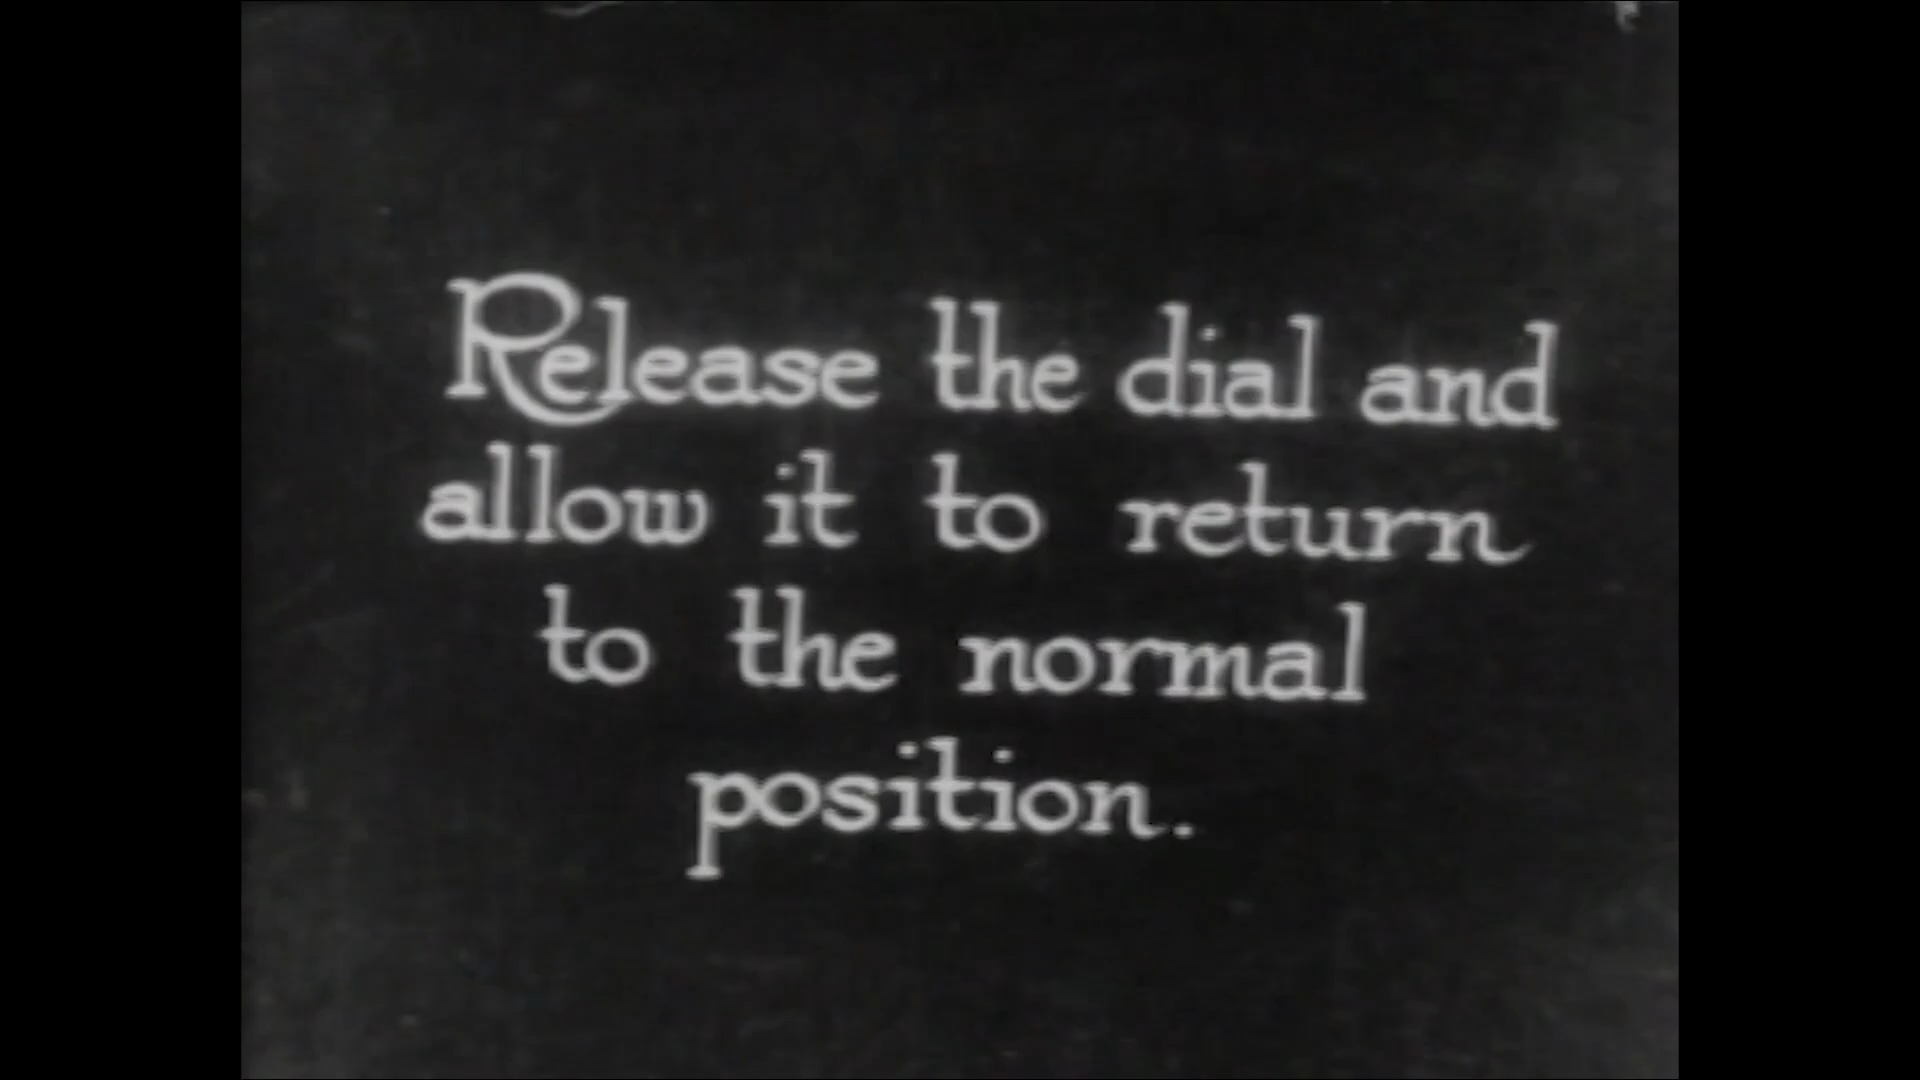 Release the dial and
allow it to return
to the normal
position.